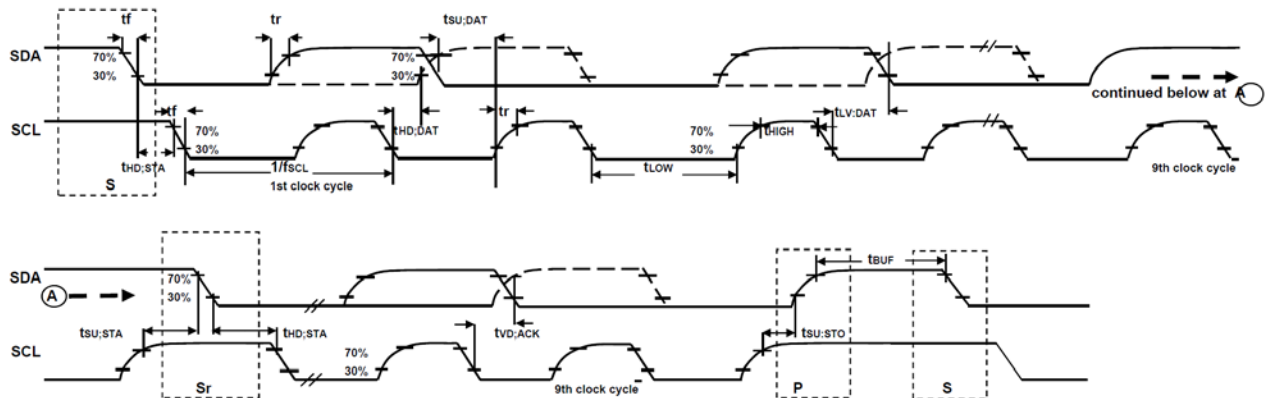 tf tr tSU;DAT
SDA 70% 70%
30% 30%
continued below at A
tf tHD;DAT tr tHIGH tLV:DAT
SCL 70% 70%
30% 30%
tHD;STA 1/fSCL tLOW
S 1st clock cycle 9th clock cycle
SDA 70% tBUF
A 30%
tSU;STA tHD;STA tVD;ACK tSU:STO
SCL 70%
30%
Sr 9th clock cycle P S